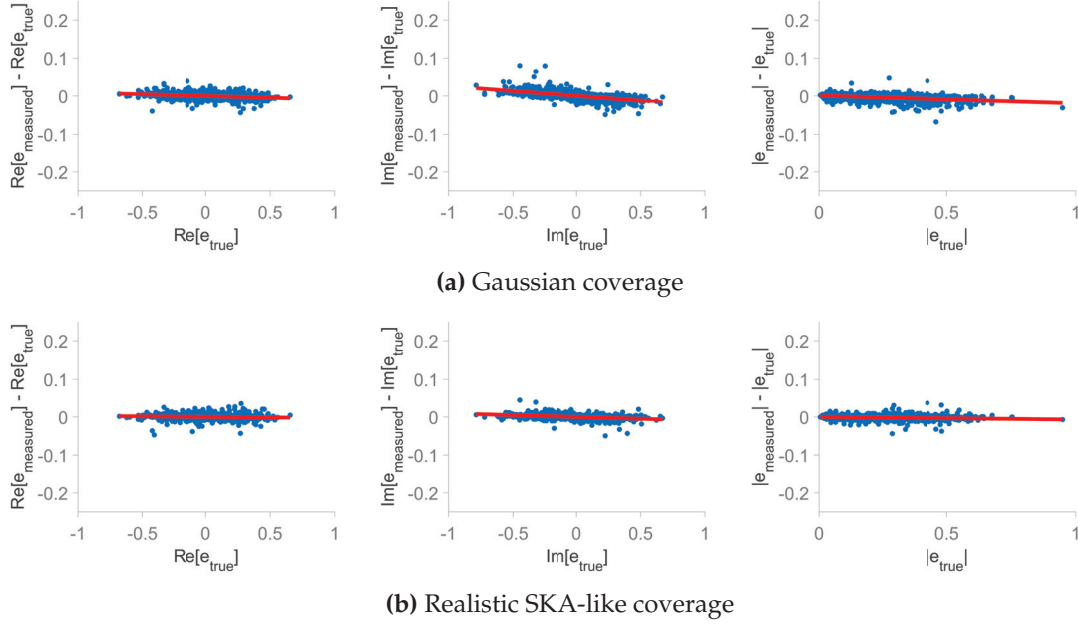 Re[e_measured] - Re[e_true]
0.2
0.1
0
-0.1
-0.2
-1 -0.5 0 0.5 1
Re[e_true]
Im[e_measured] - Im[e_true]
0.2
0.1
0
-0.1
-0.2
-1 -0.5 0 0.5 1
Im[e_true]
|e_measured| - |e_true|
0.2
0.1
0
-0.1
-0.2
0 0.5 1
|e_true|
(a) Gaussian coverage
Re[e_measured] - Re[e_true]
0.2
0.1
0
-0.1
-0.2
-1 -0.5 0 0.5 1
Re[e_true]
Im[e_measured] - Im[e_true]
0.2
0.1
0
-0.1
-0.2
-1 -0.5 0 0.5 1
Im[e_true]
|e_measured| - |e_true|
0.2
0.1
0
-0.1
-0.2
0 0.5 1
|e_true|
(b) Realistic SKA-like coverage